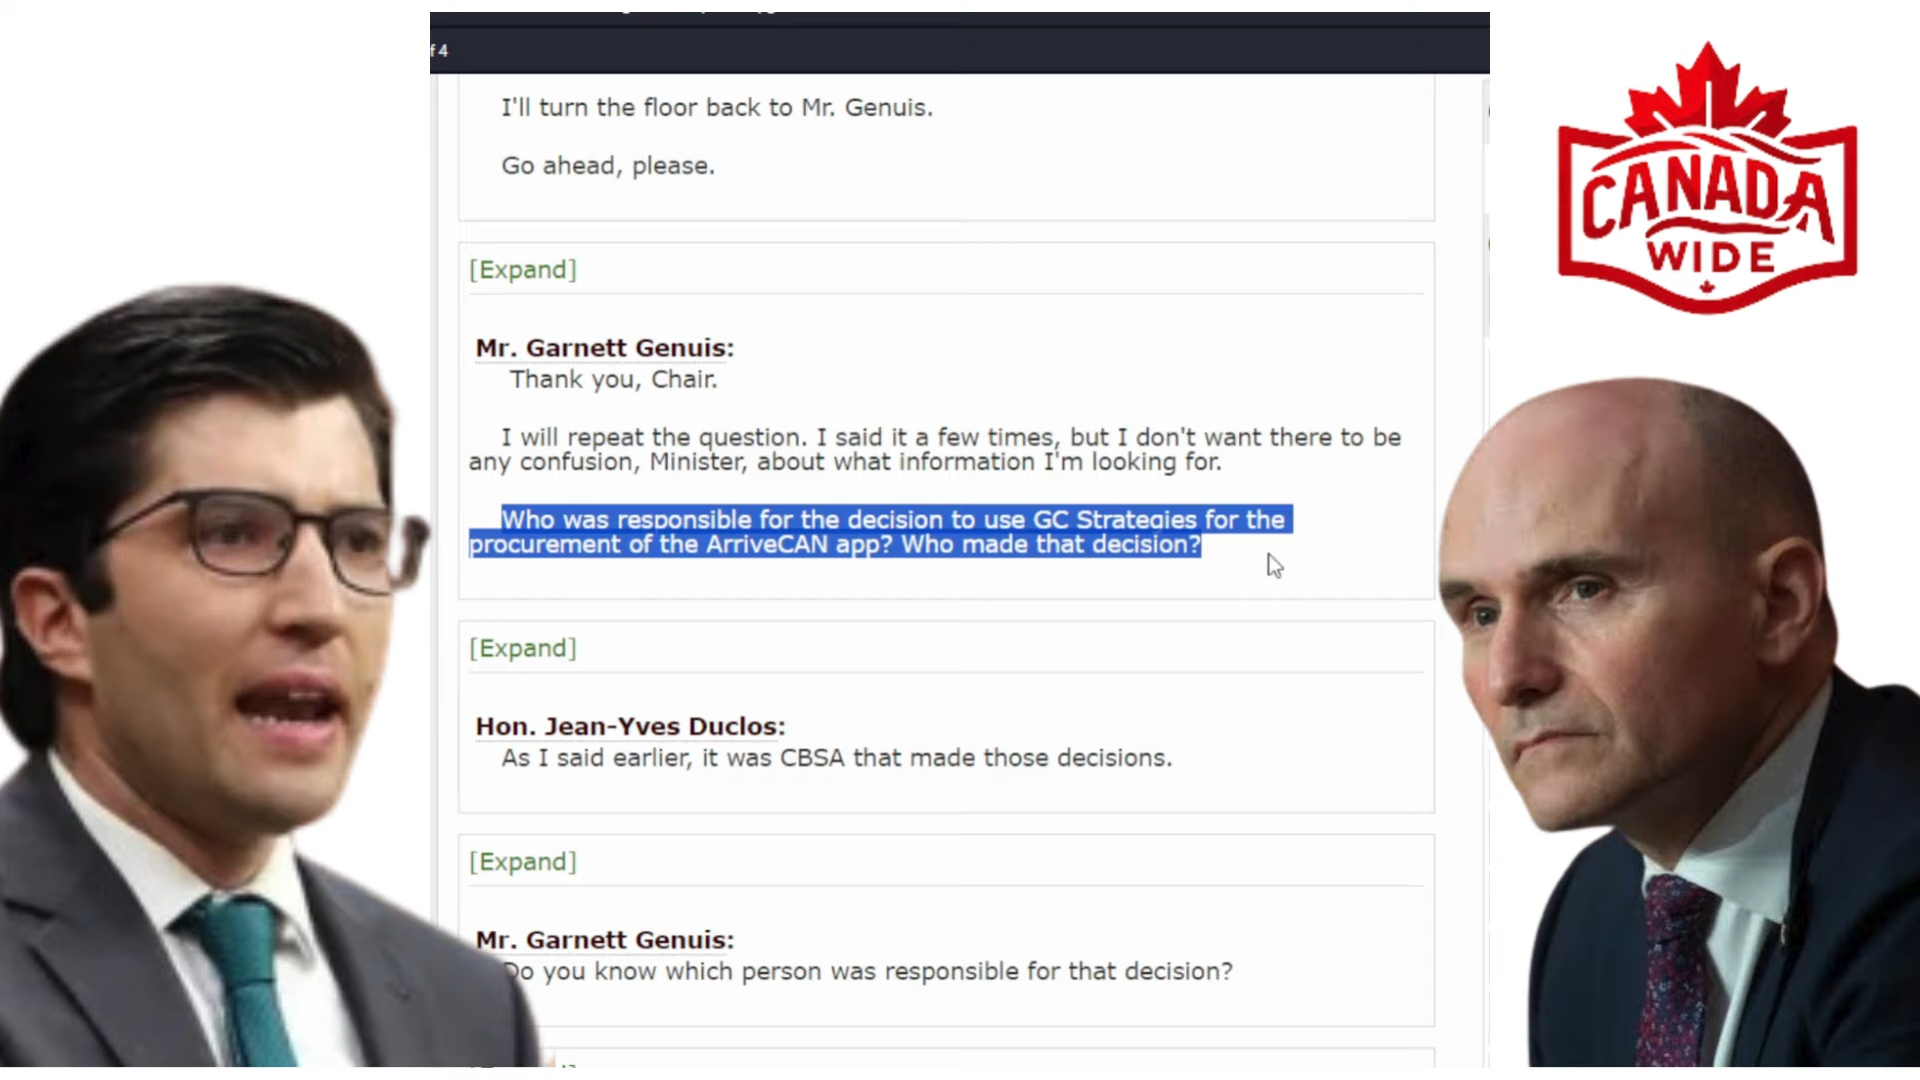 f 4
I'll turn the floor back to Mr. Genuis.
Go ahead, please.
[Expand]
Mr. Garnett Genuis:
Thank you, Chair.
I will repeat the question. I said it a few times, but I don't want there to be
any confusion, Minister, about what information I'm looking for.
Who was responsible for the decision to use GC Strategies for the
procurement of the ArriveCAN app? Who made that decision?
[Expand]
Hon. Jean-Yves Duclos:
As I said earlier, it was CBSA that made those decisions.
[Expand]
Mr. Garnett Genuis:
Do you know which person was responsible for that decision?
CANADA
WIDE